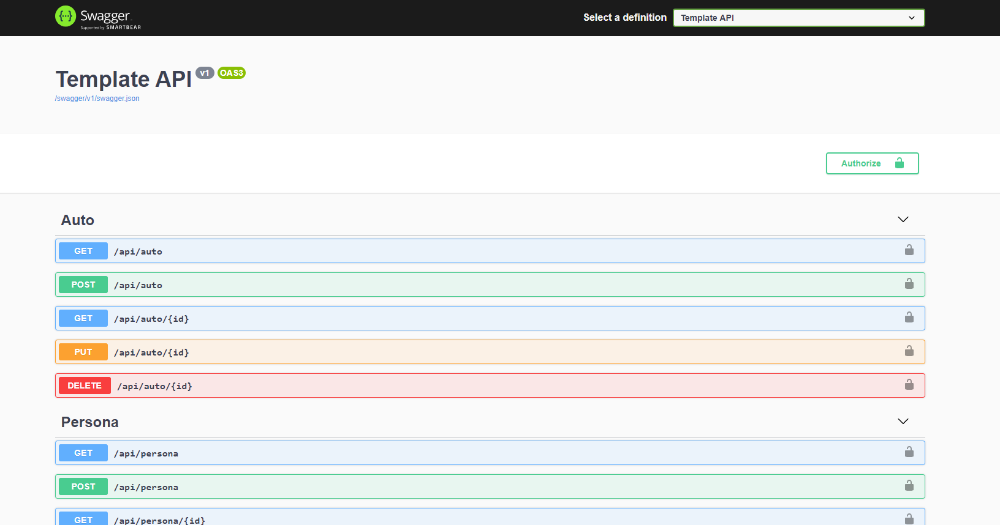 Swagger
Supported by SMARTBEAR
Select a definition
Template API
Template API v1 OAS3
/swagger/v1/swagger.json
Authorize
Auto
GET /api/auto
POST /api/auto
GET /api/auto/{id}
PUT /api/auto/{id}
DELETE /api/auto/{id}
Persona
GET /api/persona
POST /api/persona
GET /api/persona/{id}